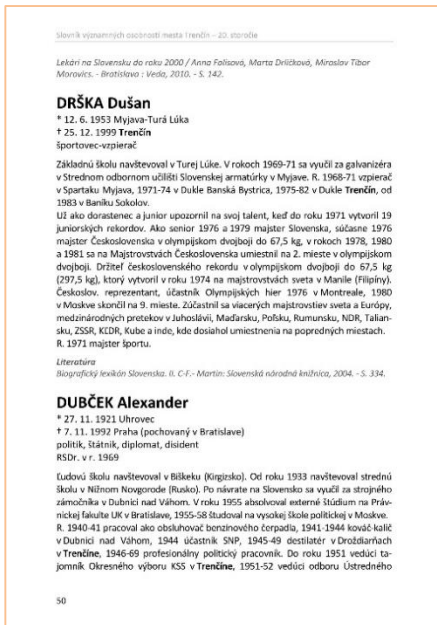 Slovník významných osobností mesta Trenčín – 20. storočie
Lekári na Slovensku do roku 2000 / Anna Falisová, Marta Drličková, Miroslav Tibor
Morovics. - Bratislava : Veda, 2010. - S. 142.
DRŠKA Dušan
* 12. 6. 1953 Myjava-Turá Lúka
† 25. 12. 1999 Trenčín
športovec-vzpierač
Základnú školu navštevoval v Turej Lúke. V rokoch 1969-71 sa vyučil za galvanizéra
v Strednom odbornom učilišti Slovenskej armatúrky v Myjave. R. 1968-71 vzpierač
v Spartaku Myjava, 1971-74 v Dukle Banská Bystrica, 1975-82 v Dukle Trenčín, od
1983 v Baníku Sokolov.
Už ako dorastenec a junior upozornil na svoj talent, keď do roku 1971 vytvoril 19
juniorských rekordov. Ako senior 1976 a 1979 majster Slovenska, súčasne 1976
majster Československa v olympijskom dvojboji do 67,5 kg, v rokoch 1978, 1980
a 1981 sa na Majstrovstvách Československa umiestnil na 2. mieste v olympijskom
dvojboji. Držiteľ československého rekordu v olympijskom dvojboji do 67,5 kg
(297,5 kg), ktorý vytvoril v roku 1974 na majstrovstvách sveta v Manile (Filipíny).
Českoslov. reprezentant, účastník Olympijských hier 1976 v Montreale, 1980
v Moskve skončil na 9. mieste. Zúčastnil sa viacerých majstrovstiev sveta a Európy,
medzinárodných pretekov v Juhoslávii, Maďarsku, Poľsku, Rumunsku, NDR, Talian-
sku, ZSSR, KĽDR, Kube a inde, kde dosiahol umiestnenia na popredných miestach.
R. 1971 majster športu.
Literatúra
Biografický lexikón Slovenska. II. C-F.- Martin: Slovenská národná knižnica, 2004. - S. 334.
DUBČEK Alexander
* 27. 11. 1921 Uhrovec
† 7. 11. 1992 Praha (pochovaný v Bratislave)
politik, štátnik, diplomat, disident
RSDr. v r. 1969
Ľudovú školu navštevoval v Biškeku (Kirgizsko). Od roku 1933 navštevoval strednú
školu v Nižnom Novgorode (Rusko). Po návrate na Slovensko sa vyučil za strojného
zámočníka v Dubnici nad Váhom. V roku 1955 absolvoval externé štúdium na Práv-
nickej fakulte UK v Bratislave, 1955-58 študoval na vysokej škole politickej v Moskve.
R. 1940-41 pracoval ako obsluhovač benzínového čerpadla, 1941-1944 kováč-kalič
v Dubnici nad Váhom, 1944 účastník SNP, 1945-49 destilatér v Droždiarňach
v Trenčíne, 1946-69 profesionálny politický pracovník. Do roku 1951 vedúci ta-
jomník Okresného výboru KSS v Trenčíne, 1951-52 vedúci odboru Ústredného
50